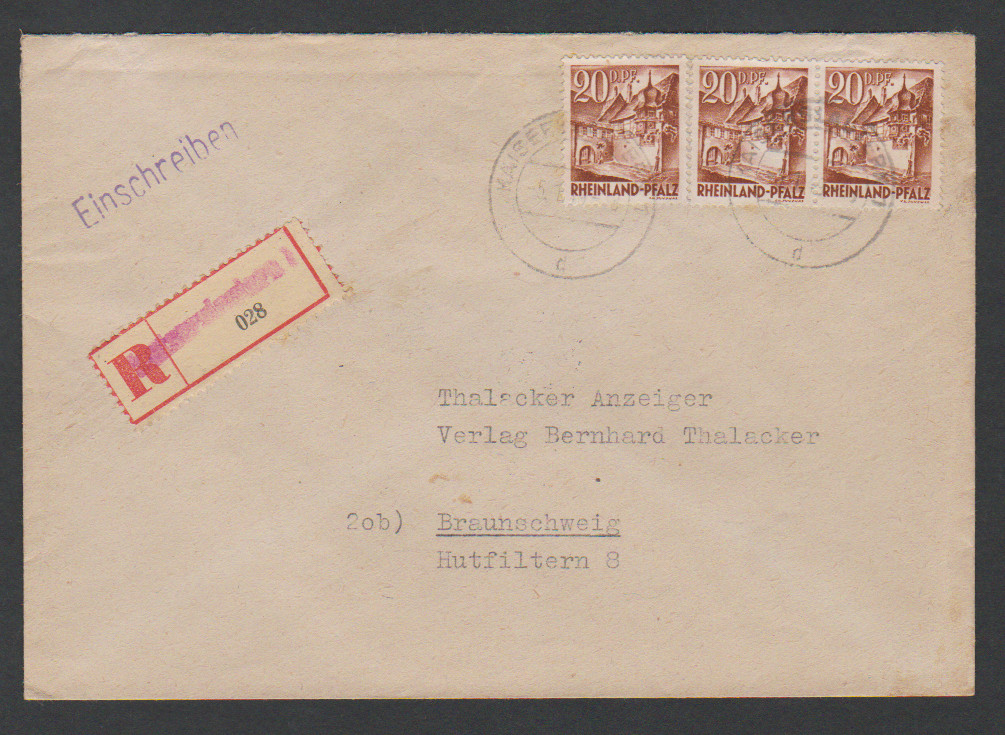 20 D.PF. 20 D.PF. 20 D.PF.
RHEINLAND-PFALZ RHEINLAND-PFALZ RHEINLAND-PFALZ
d d
Einschreiben
R 028
Thalacker Anzeiger
Verlag Bernhard Thalacker
2ob) Braunschweig
Hutfiltern 8